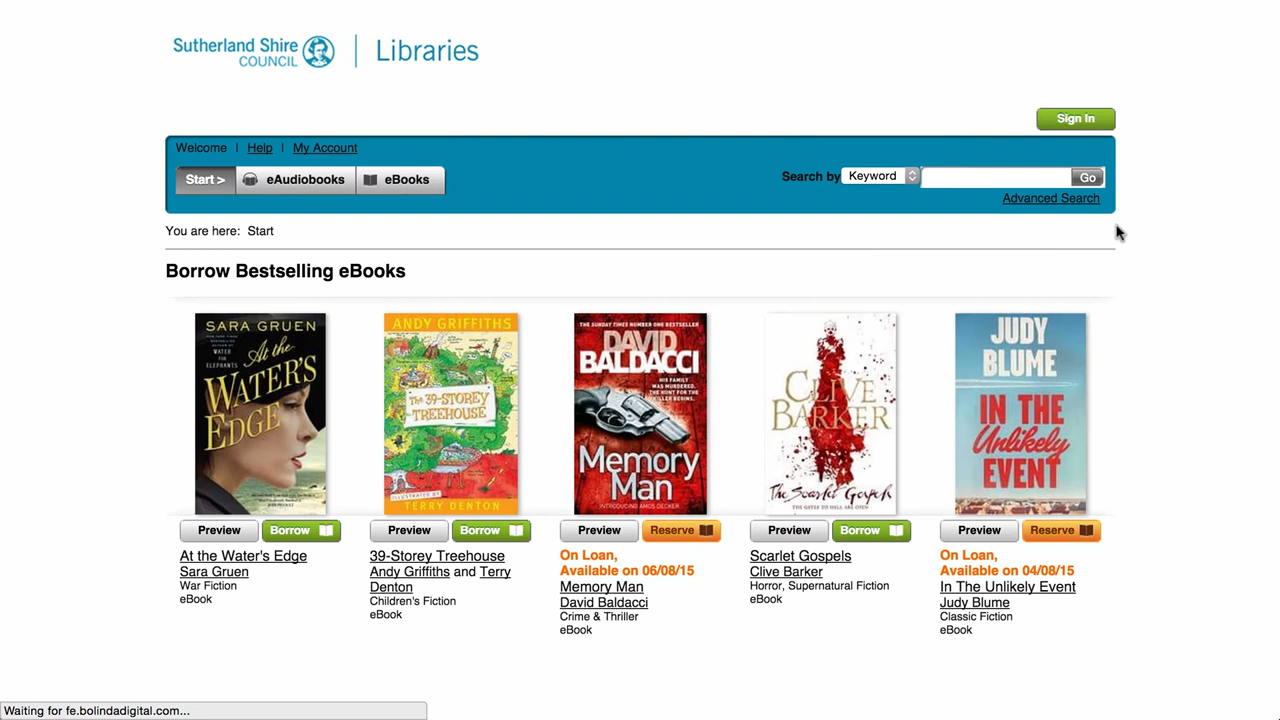 Sutherland Shire
COUNCIL
Libraries
Sign In
Welcome | Help | My Account
Start > eAudiobooks eBooks
Search by Keyword Go
Advanced Search
You are here: Start
Borrow Bestselling eBooks
SARA GRUEN
WATER
FOR
ELEPHANTS
At the
WATER'S
EDGE
ANDY GRIFFITHS
The 39-STOREY
TREEHOUSE
ILLUSTRATED BY
TERRY DENTON
THE SUNDAY TIMES NUMBER ONE BESTSELLER
DAVID
BALDACCI
HIS FAMILY
WAS MURDERED.
THE HUNT FOR THE
KILLER BEGINS.
Memory
Man
INTRODUCING AMOS DECKER
CLIVE
BARKER
The Scarlet Gospels
THE GATES OF HELL ARE OPEN
JUDY
BLUME
IN THE
Unlikely
EVENT
Preview Borrow
Preview Borrow
Preview Reserve
Preview Borrow
Preview Reserve
At the Water's Edge
Sara Gruen
War Fiction
eBook
39-Storey Treehouse
Andy Griffiths and Terry
Denton
Children's Fiction
eBook
On Loan,
Available on 06/08/15
Memory Man
David Baldacci
Crime & Thriller
eBook
Scarlet Gospels
Clive Barker
Horror, Supernatural Fiction
eBook
On Loan,
Available on 04/08/15
In The Unlikely Event
Judy Blume
Classic Fiction
eBook
Waiting for fe.bolindadigital.com...